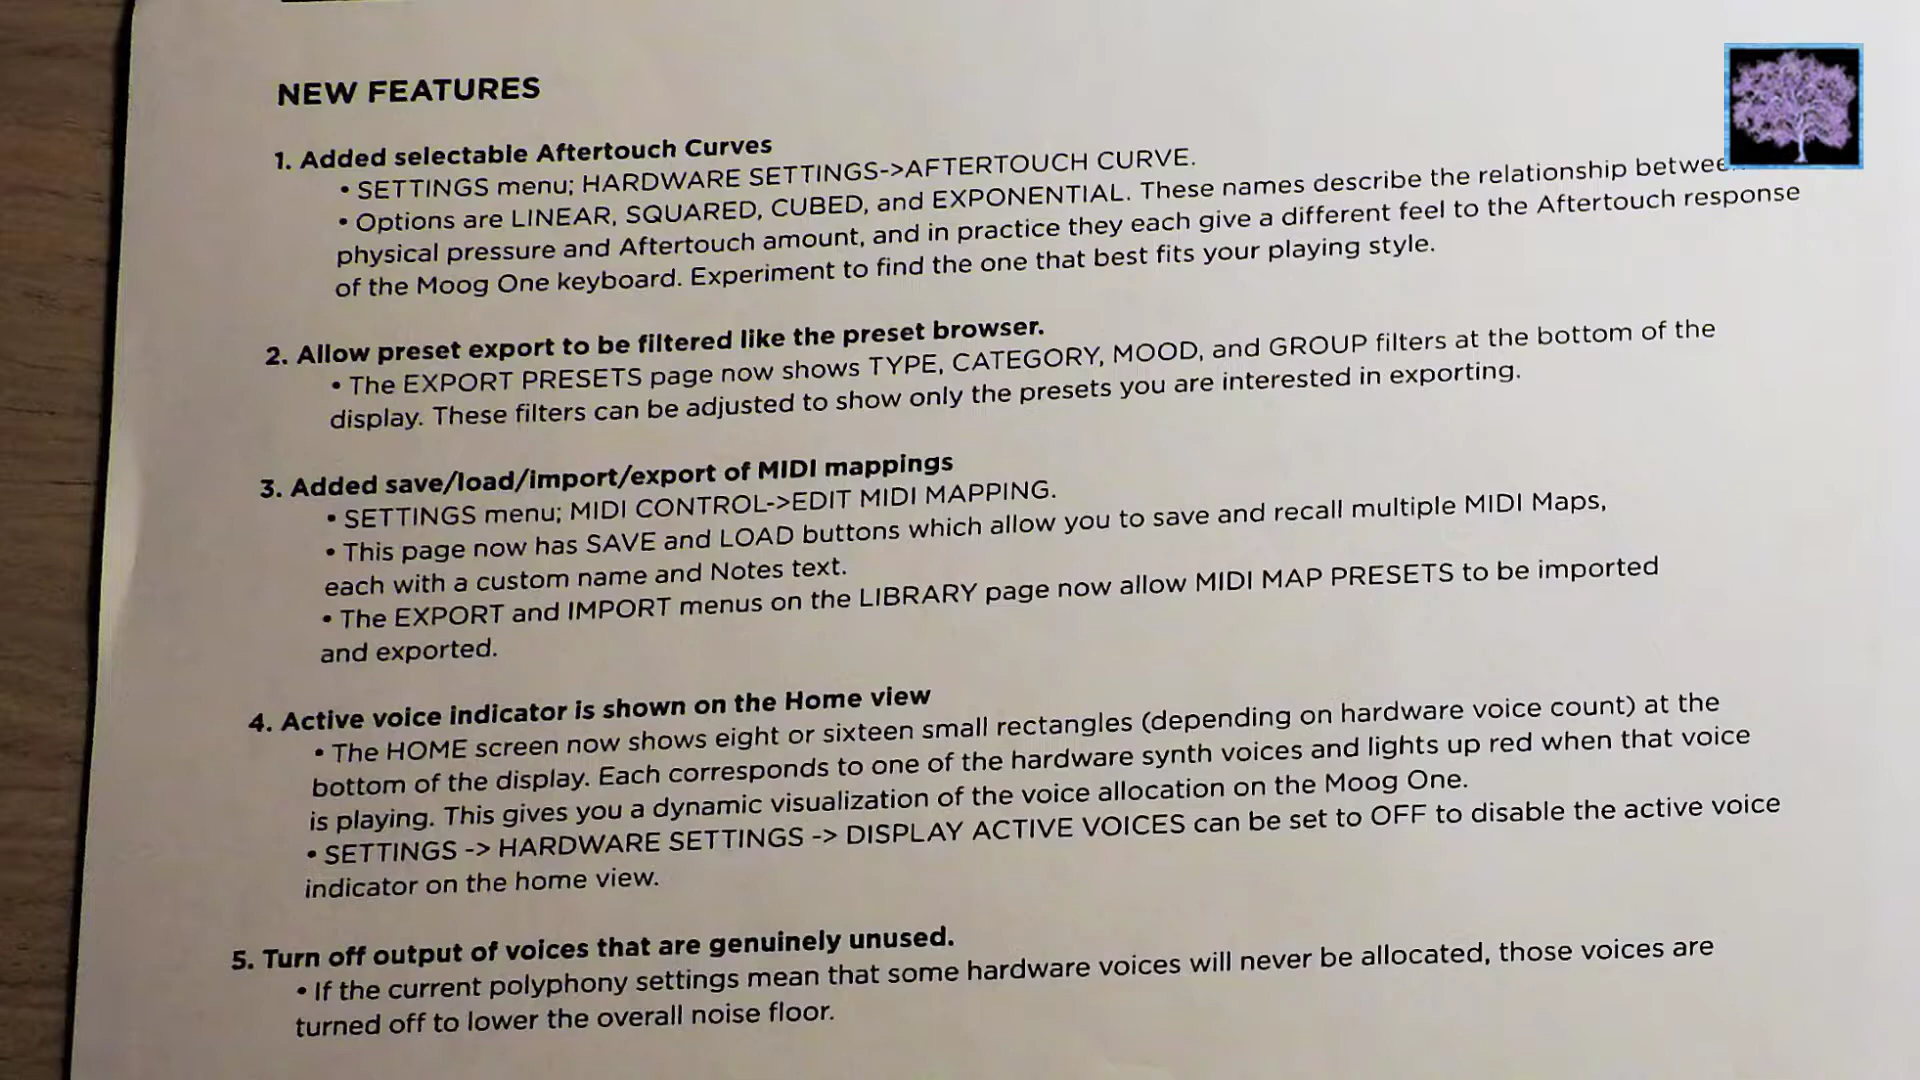 NEW FEATURES
1. Added selectable Aftertouch Curves
• SETTINGS menu; HARDWARE SETTINGS->AFTERTOUCH CURVE.
• Options are LINEAR, SQUARED, CUBED, and EXPONENTIAL. These names describe the relationship
physical pressure and Aftertouch amount, and in practice they each give a different feel to the Aftertouch response
of the Moog One keyboard. Experiment to find the one that best fits your playing style.
2. Allow preset export to be filtered like the preset browser.
• The EXPORT PRESETS page now shows TYPE, CATEGORY, MOOD, and GROUP filters at the bottom of the
display. These filters can be adjusted to show only the presets you are interested in exporting.
3. Added save/load/import/export of MIDI mappings
• SETTINGS menu; MIDI CONTROL->EDIT MIDI MAPPING.
• This page now has SAVE and LOAD buttons which allow you to save and recall multiple MIDI Maps,
each with a custom name and Notes text.
• The EXPORT and IMPORT menus on the LIBRARY page now allow MIDI MAP PRESETS to be imported
and exported.
4. Active voice indicator is shown on the Home view
• The HOME screen now shows eight or sixteen small rectangles (depending on hardware voice count) at the
bottom of the display. Each corresponds to one of the hardware synth voices and lights up red when that voice
is playing. This gives you a dynamic visualization of the voice allocation on the Moog One.
• SETTINGS -> HARDWARE SETTINGS -> DISPLAY ACTIVE VOICES can be set to OFF to disable the active voice
indicator on the home view.
5. Turn off output of voices that are genuinely unused.
• If the current polyphony settings mean that some hardware voices will never be allocated, those voices are
turned off to lower the overall noise floor.